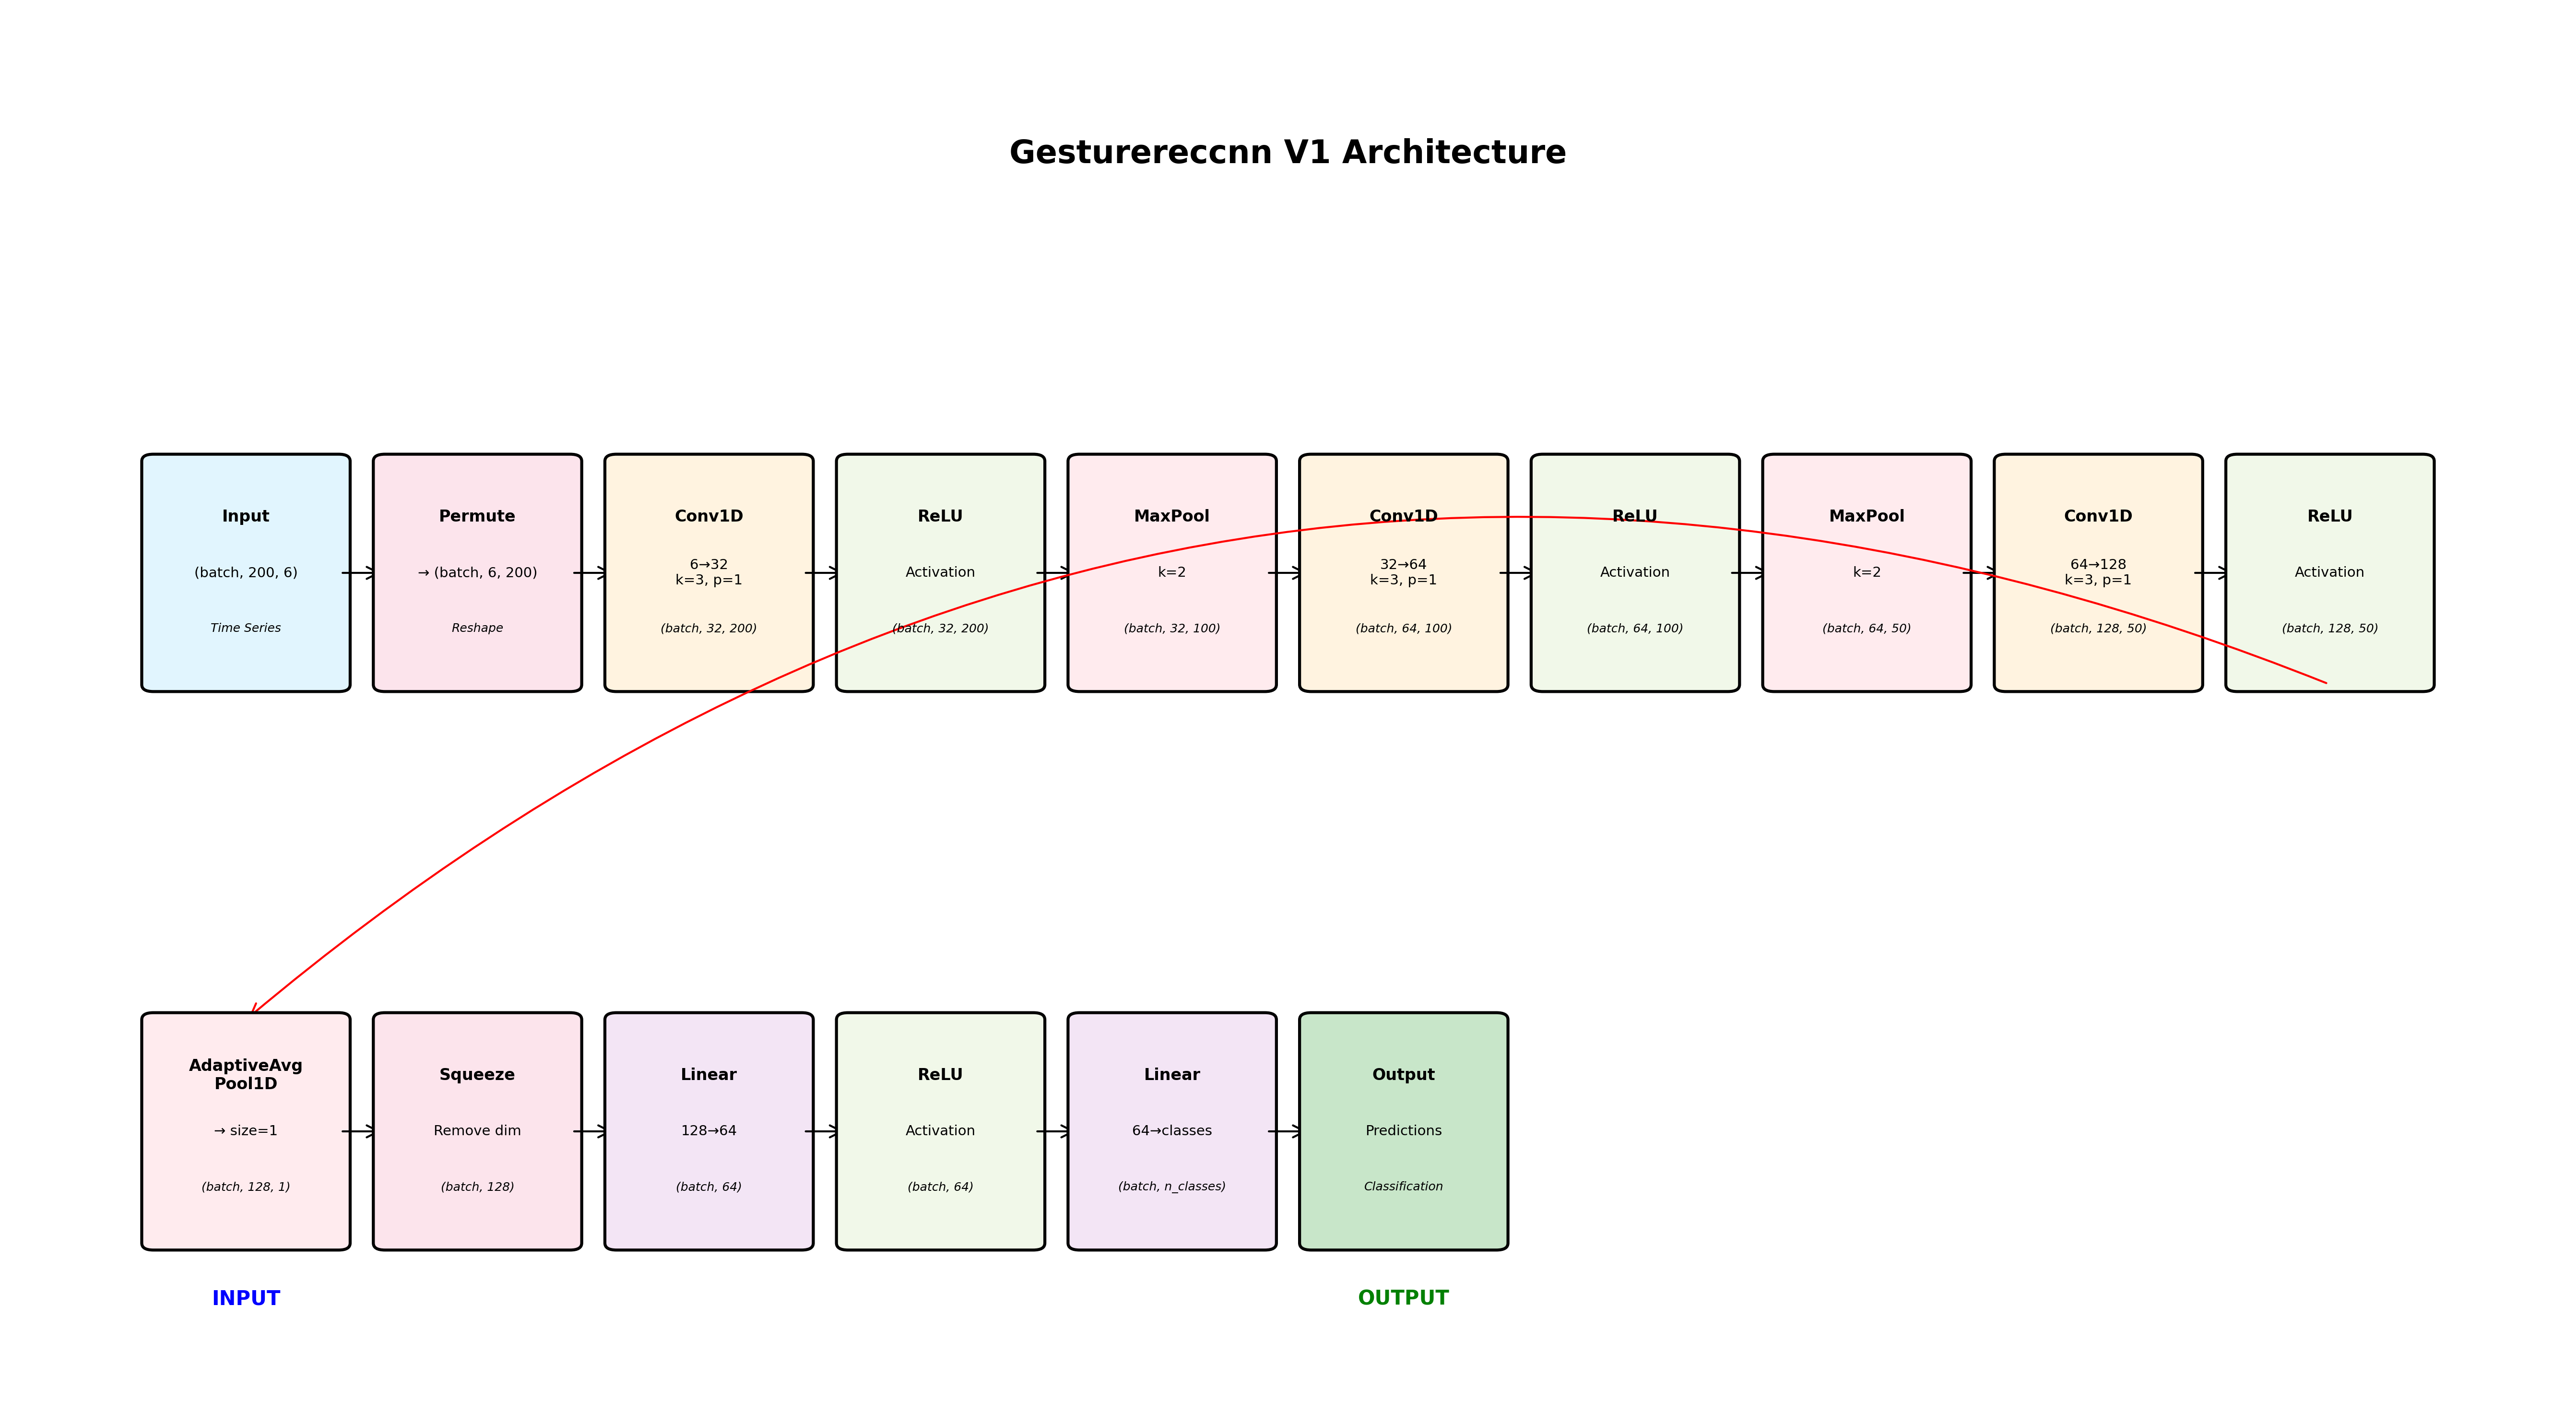 Gesturereccnn V1 Architecture
Input
(batch, 200, 6)
Time Series
Permute
→ (batch, 6, 200)
Reshape
Conv1D
6→32
k=3, p=1
(batch, 32, 200)
ReLU
Activation
(batch, 32, 200)
MaxPool
k=2
(batch, 32, 100)
Conv1D
32→64
k=3, p=1
(batch, 64, 100)
ReLU
Activation
(batch, 64, 100)
MaxPool
k=2
(batch, 64, 50)
Conv1D
64→128
k=3, p=1
(batch, 128, 50)
ReLU
Activation
(batch, 128, 50)
AdaptiveAvg
Pool1D
→ size=1
(batch, 128, 1)
Squeeze
Remove dim
(batch, 128)
Linear
128→64
(batch, 64)
ReLU
Activation
(batch, 64)
Linear
64→classes
(batch, n_classes)
Output
Predictions
Classification
INPUT
OUTPUT